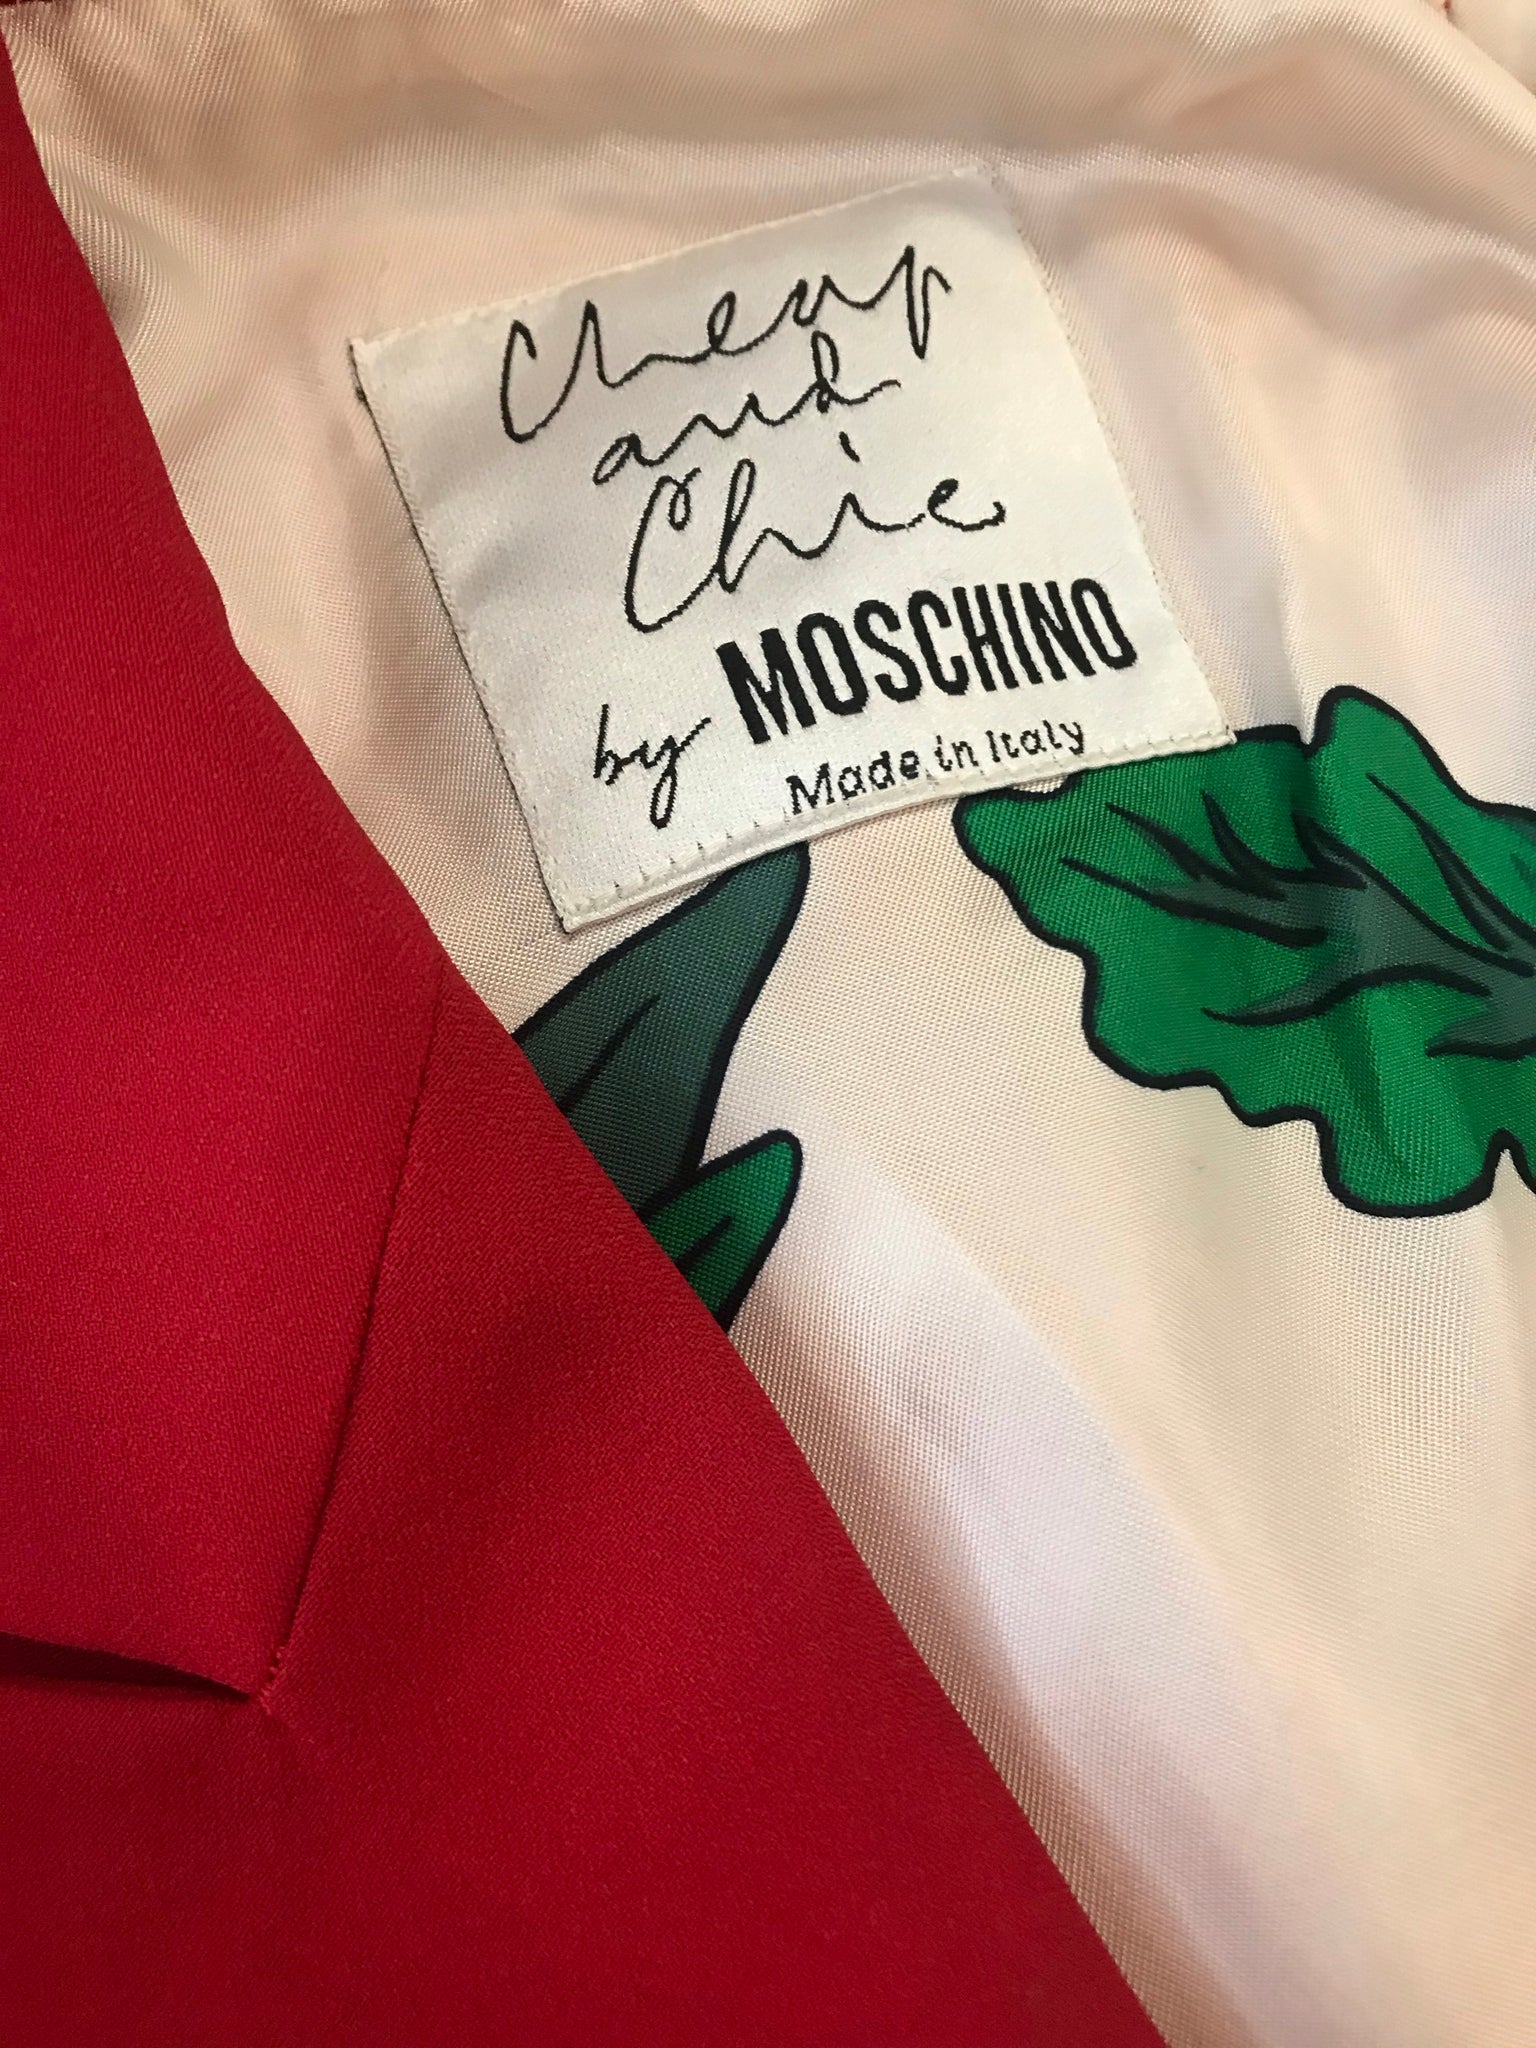 Cheap
and
Chic
by MOSCHINO
Made in Italy